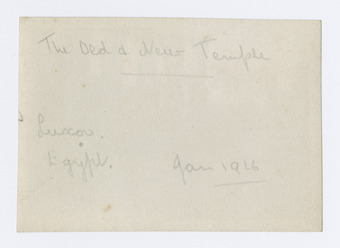 The Old & New Temple
Luxor.
Egypt. Jan 1916